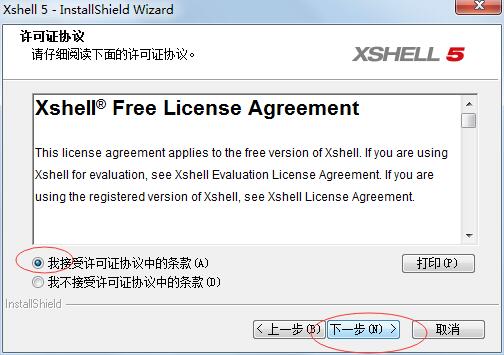 Xshell 5 - InstallShield Wizard
许可证协议
请仔细阅读下面的许可证协议。
XSHELL 5
Xshell® Free License Agreement
This license agreement applies to the free version of Xshell. If you are using
Xshell for evaluation, see Xshell Evaluation License Agreement. If you are
using the registered version of Xshell, see Xshell License Agreement.
我接受许可证协议中的条款(A)
打印(P)
我不接受许可证协议中的条款(D)
InstallShield
< 上一步(B)
下一步(N) >
取消